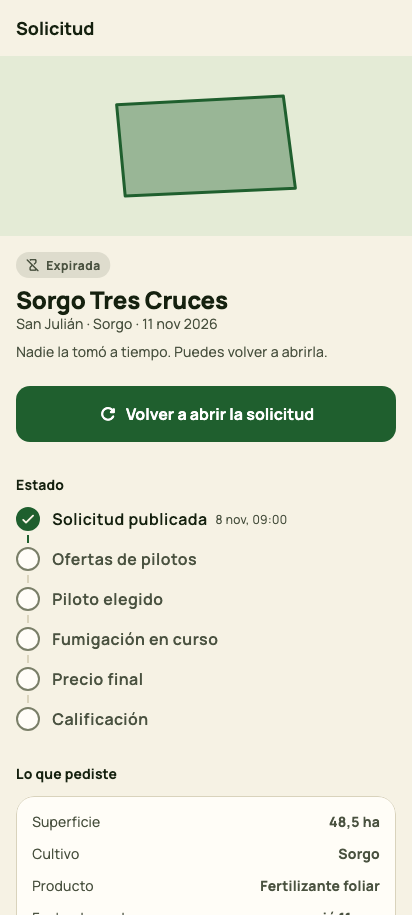 Solicitud
Expirada
Sorgo Tres Cruces
San Julián · Sorgo · 11 nov 2026
Nadie la tomó a tiempo. Puedes volver a abrirla.
Volver a abrir la solicitud
Estado
Solicitud publicada 8 nov, 09:00
Ofertas de pilotos
Piloto elegido
Fumigación en curso
Precio final
Calificación
Lo que pediste
Superficie 48,5 ha
Cultivo Sorgo
Producto Fertilizante foliar